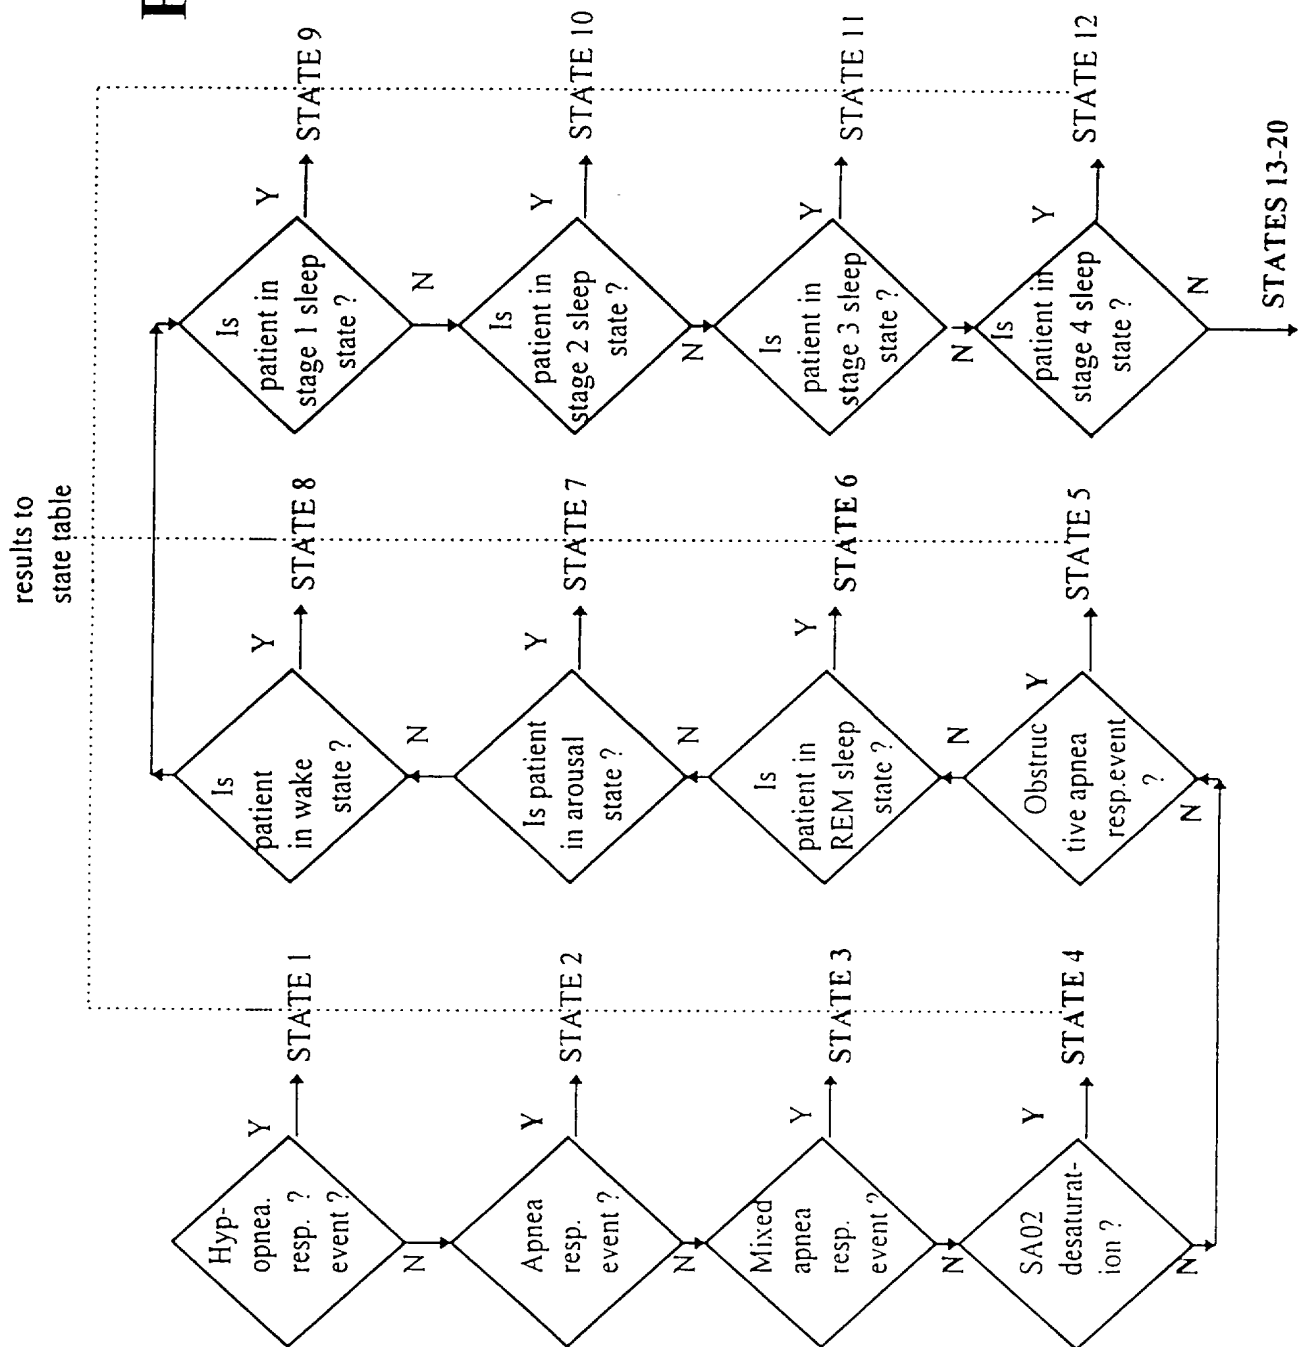 results to
state table
Hyp-
opnea.
resp. ?
event ?
Y
STATE 1
N
Apnea
resp.
event ?
Y
STATE 2
N
Mixed
apnea
resp.
event ?
Y
STATE 3
N
SA02
desaturat-
ion ?
Y
STATE 4
N
N
Obstruc
tive apnea
resp.event
?
Y
STATE 5
N
Is
patient in
REM sleep
state ?
Y
STATE 6
N
Is patient
in arousal
state ?
Y
STATE 7
N
Is
patient
in wake
state ?
Y
STATE 8
Is
patient in
stage 1 sleep
state ?
Y
STATE 9
N
Is
patient in
stage 2 sleep
state ?
Y
STATE 10
N
Is
patient in
stage 3 sleep
state ?
Y
STATE 11
N
Is
patient in
stage 4 sleep
state ?
Y
STATE 12
N
STATES 13-20